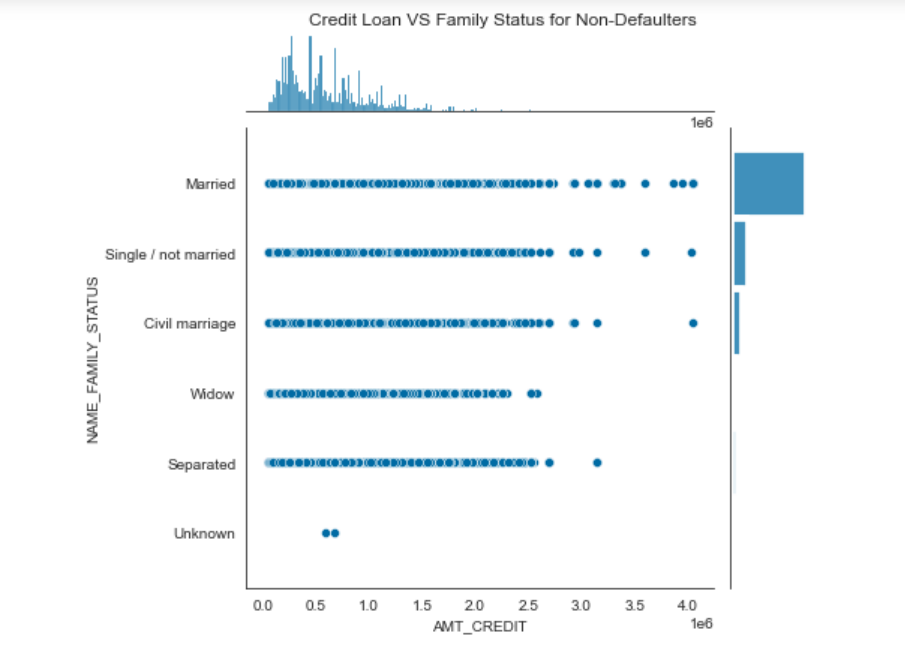 Credit Loan VS Family Status for Non-Defaulters
1e6
Married
Single / not married
Civil marriage
Widow
Separated
Unknown
NAME_FAMILY_STATUS
0.0 0.5 1.0 1.5 2.0 2.5 3.0 3.5 4.0
AMT_CREDIT
1e6